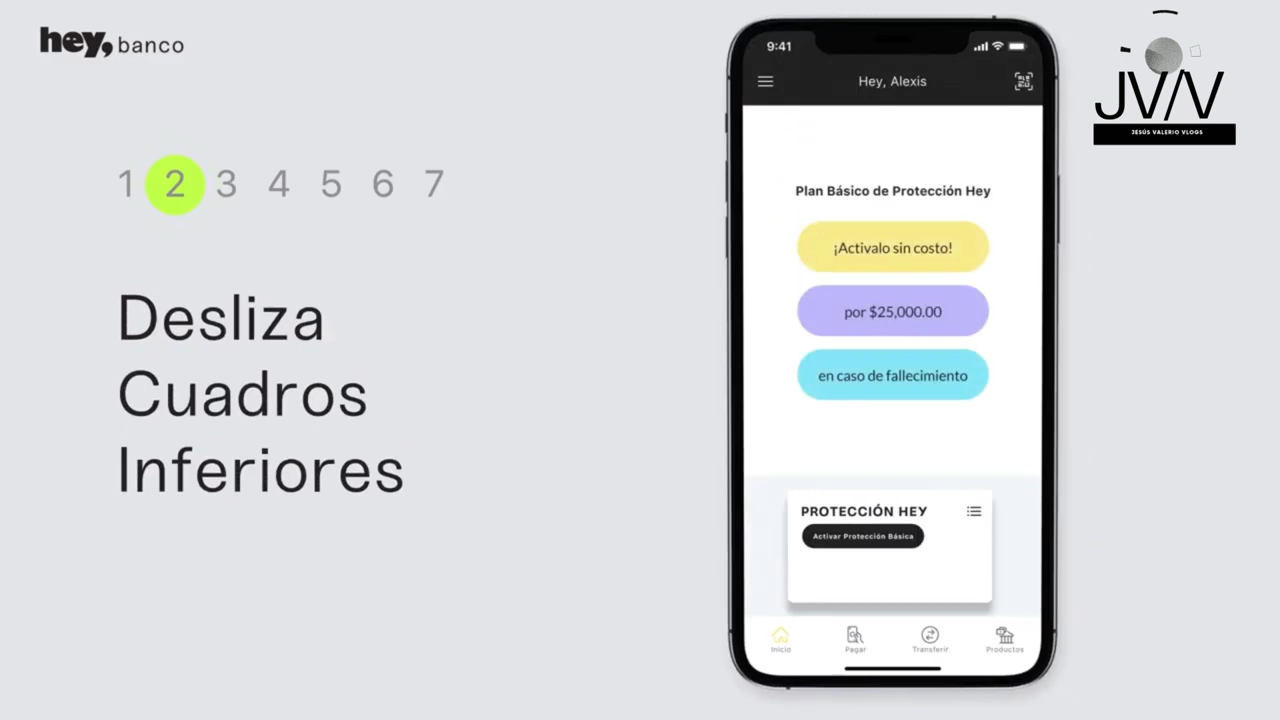 hey, banco
1 2 3 4 5 6 7
Desliza
Cuadros
Inferiores
9:41
Hey, Alexis
Plan Básico de Protección Hey
¡Activalo sin costo!
por $25,000.00
en caso de fallecimiento
PROTECCIÓN HEY
Activar Protección Básica
Inicio Pagar Transferir Productos
JV/V
JESÚS VALERIO VLOGS